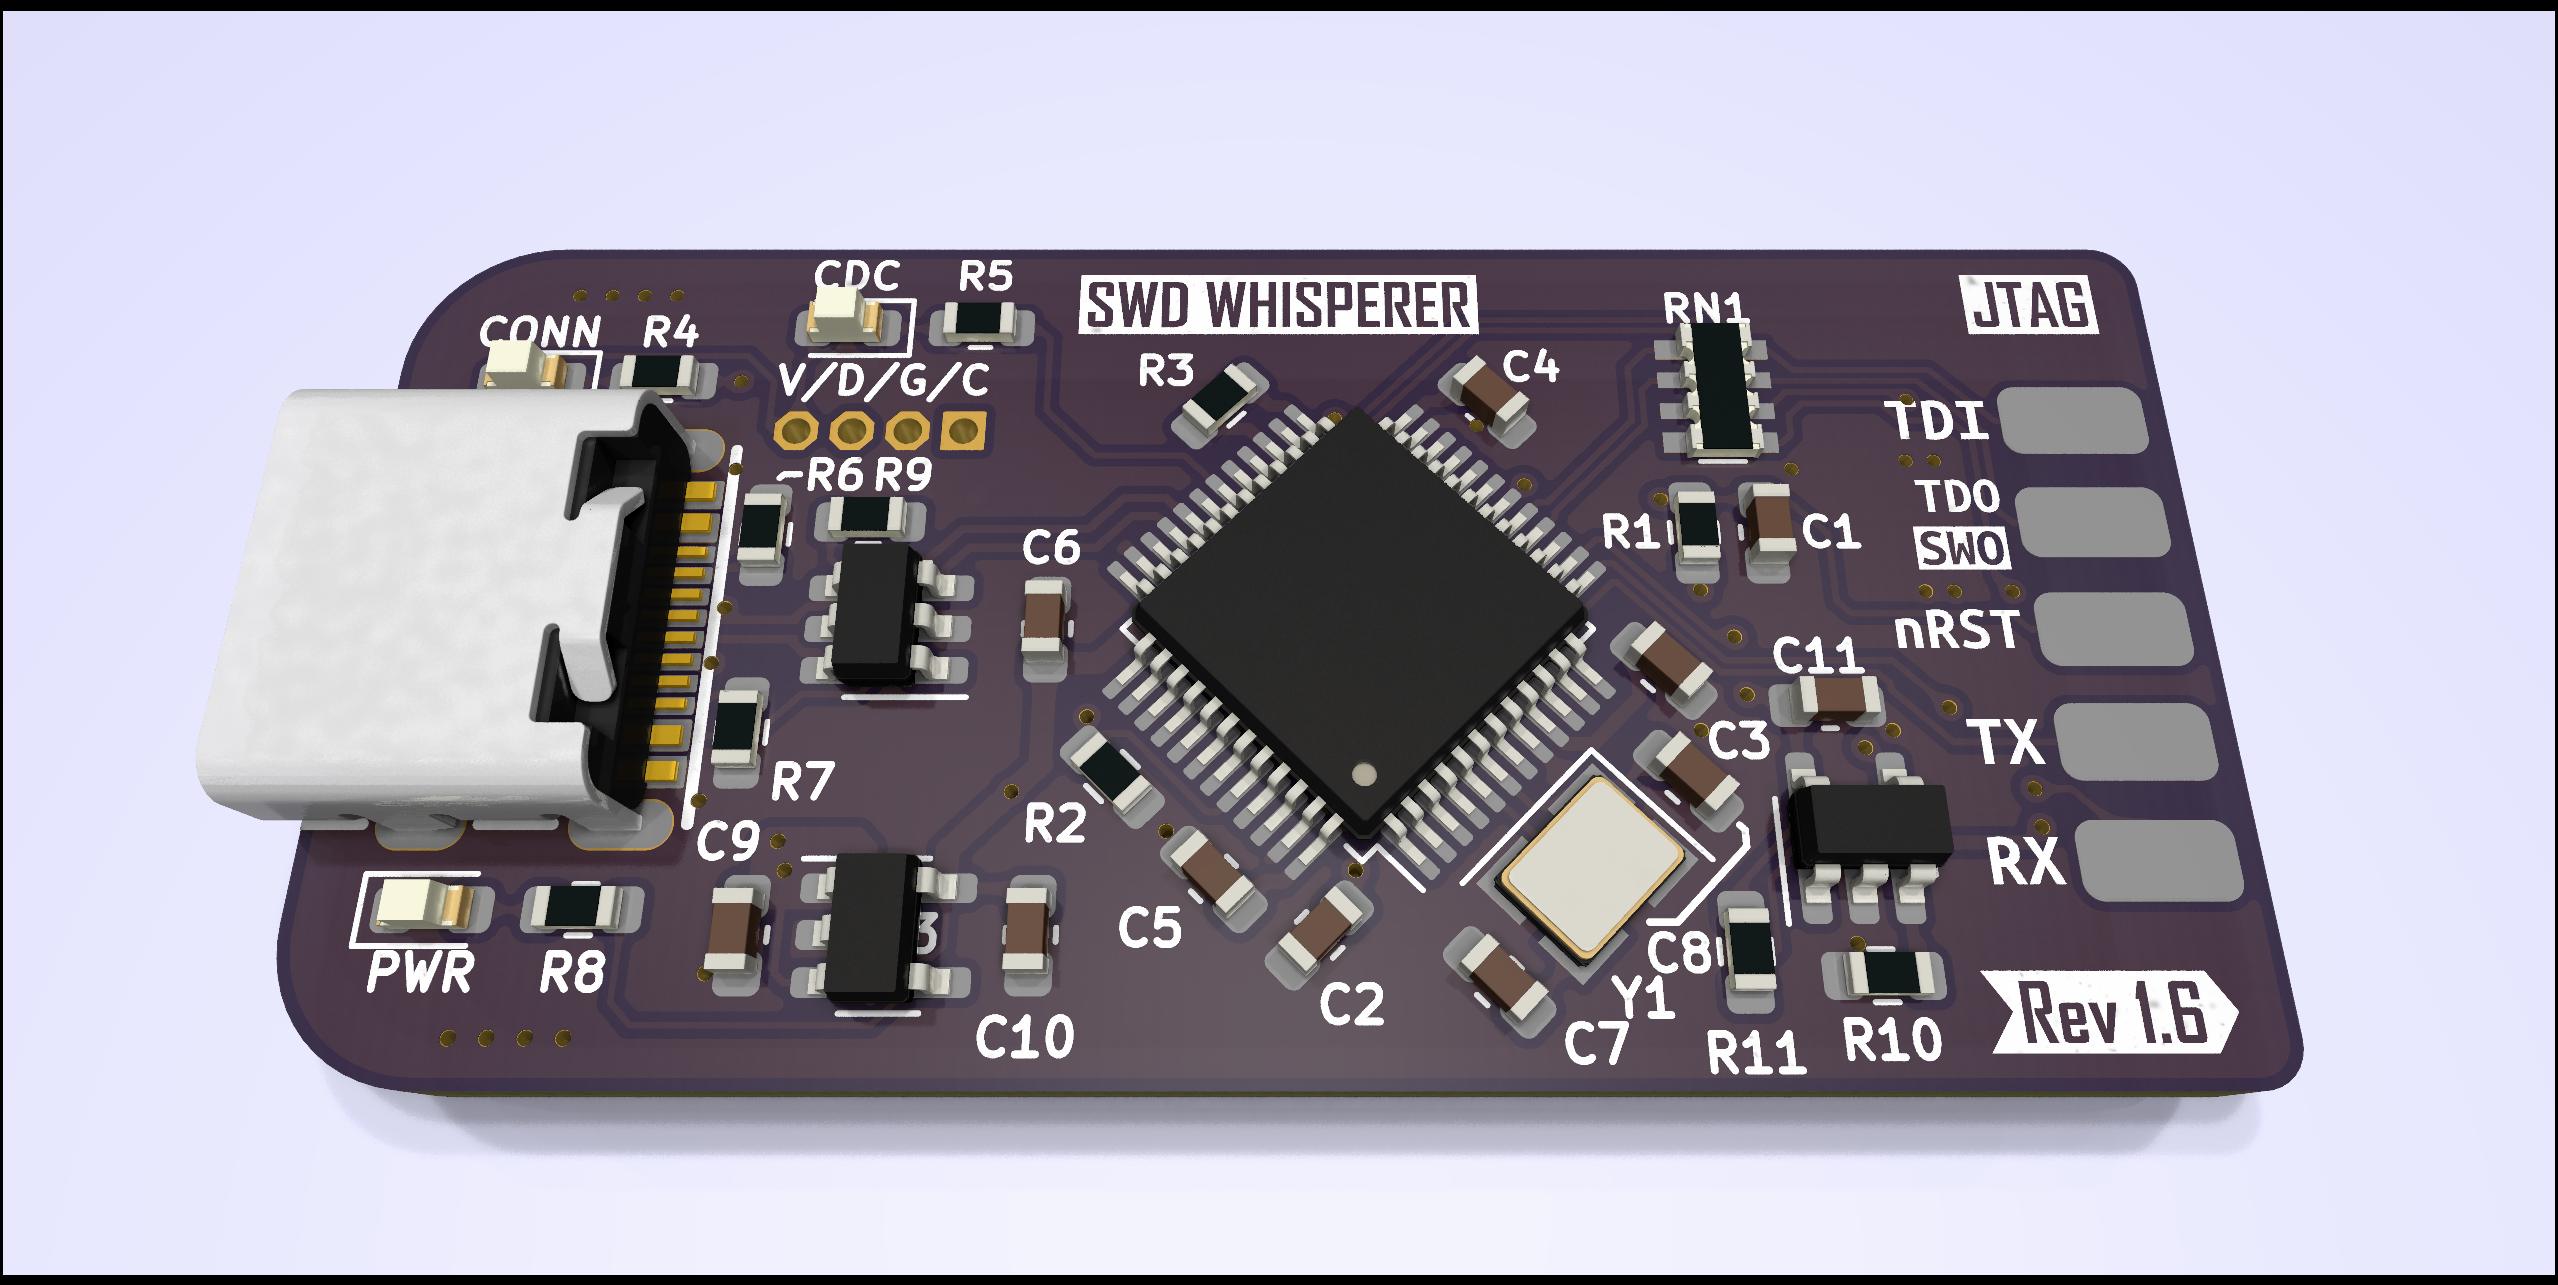 CDC
R5
SWD WHISPERER
RN1
JTAG
CONN
R4
R3
C4
V/D/G/C
TDI
R6
R9
TDO
SWO
R1
C1
C6
nRST
C11
C3
TX
R7
R2
C9
RX
C5
C8
PWR
R8
C2
Y1
Rev 1.6
C10
C7
R11
R10